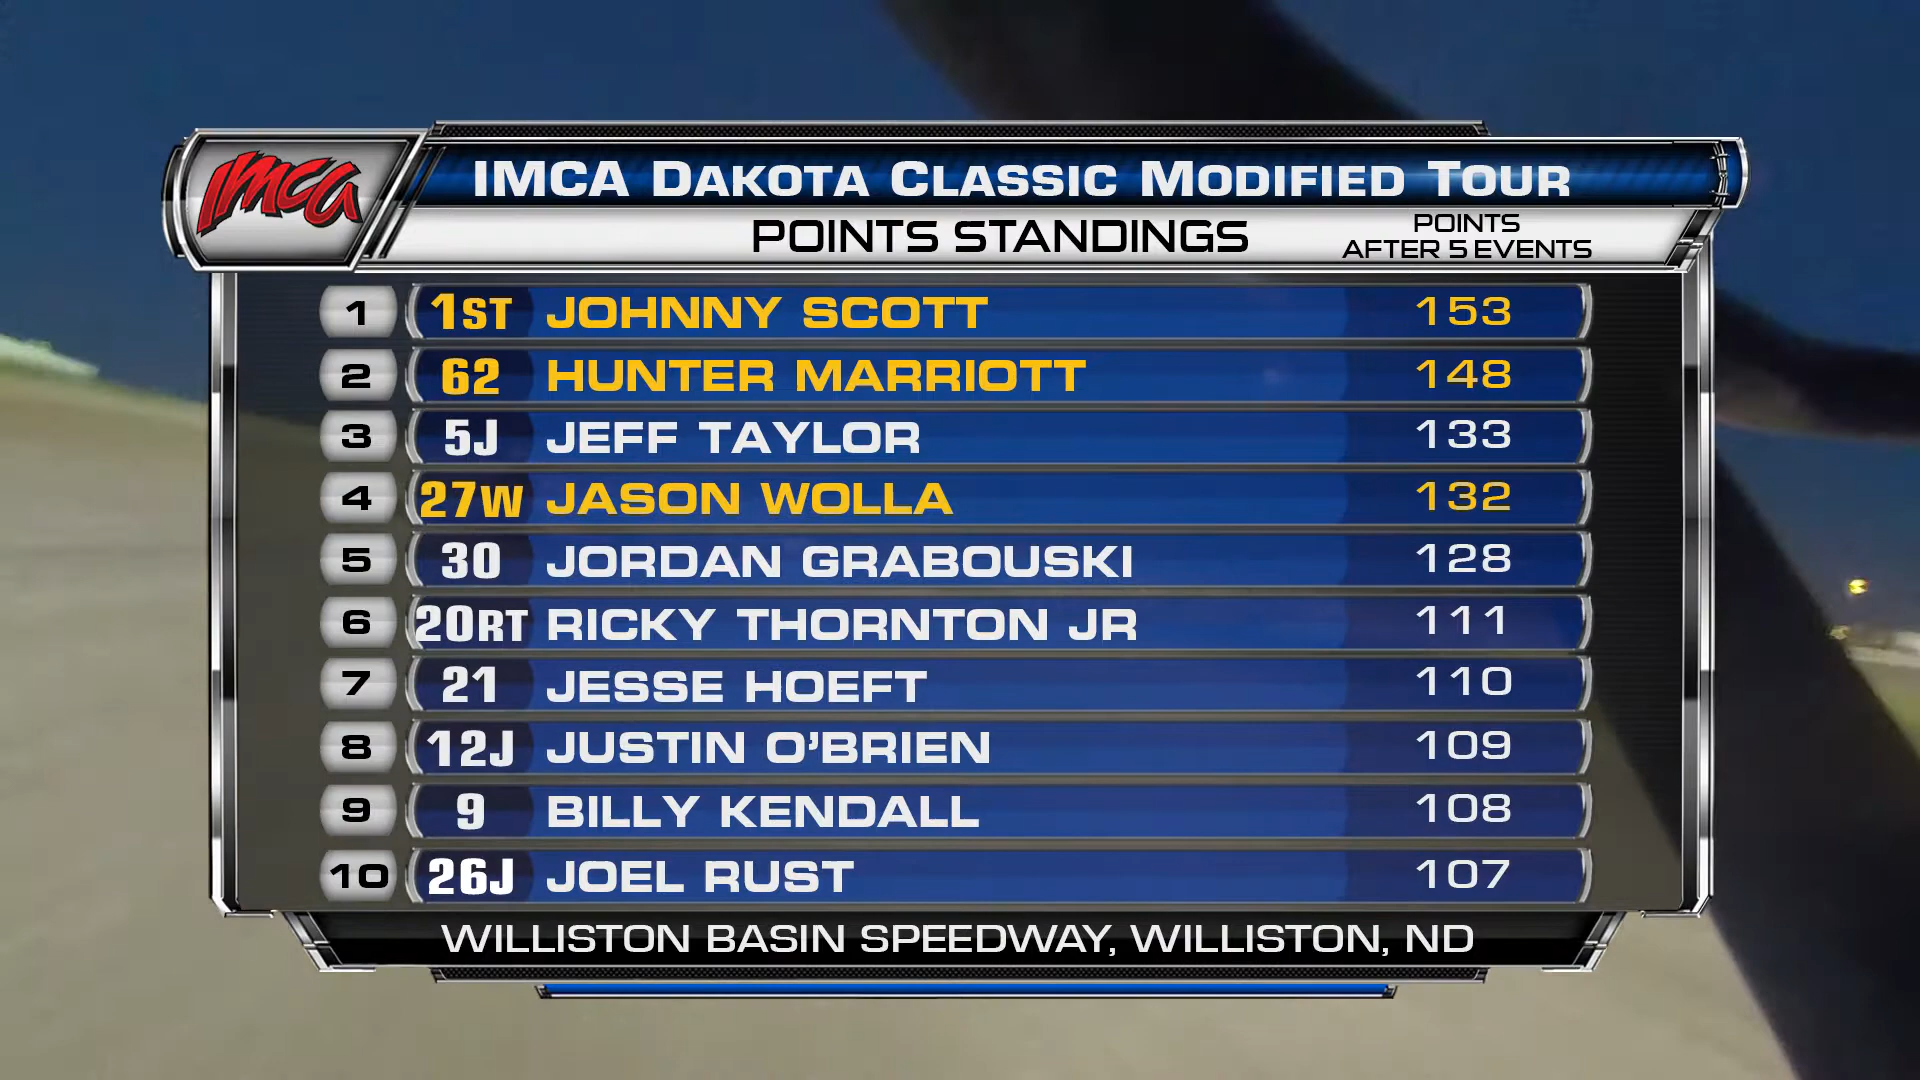 IMCA
IMCA DAKOTA CLASSIC MODIFIED TOUR
POINTS STANDINGS
POINTS
AFTER 5 EVENTS
1 1ST JOHNNY SCOTT 153
2 62 HUNTER MARRIOTT 148
3 5J JEFF TAYLOR 133
4 27W JASON WOLLA 132
5 30 JORDAN GRABOUSKI 128
6 20RT RICKY THORNTON JR 111
7 21 JESSE HOEFT 110
8 12J JUSTIN O'BRIEN 109
9 9 BILLY KENDALL 108
10 26J JOEL RUST 107
WILLISTON BASIN SPEEDWAY, WILLISTON, ND